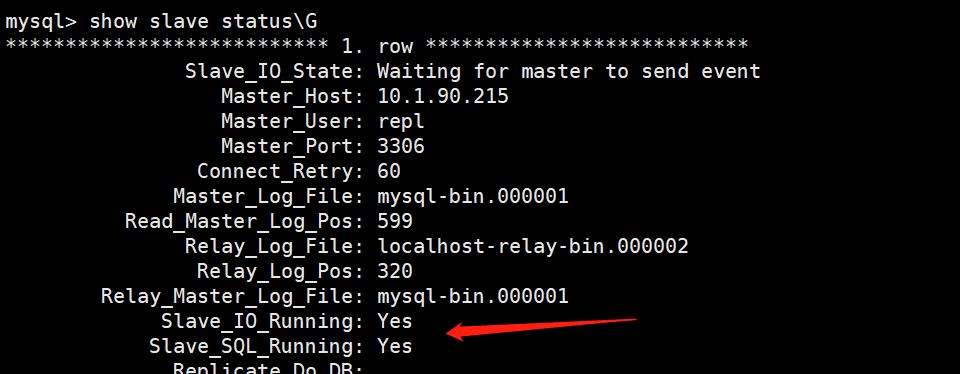 mysql> show slave status\G
*************************** 1. row ***************************
Slave_IO_State: Waiting for master to send event
Master_Host: 10.1.90.215
Master_User: repl
Master_Port: 3306
Connect_Retry: 60
Master_Log_File: mysql-bin.000001
Read_Master_Log_Pos: 599
Relay_Log_File: localhost-relay-bin.000002
Relay_Log_Pos: 320
Relay_Master_Log_File: mysql-bin.000001
Slave_IO_Running: Yes
Slave_SQL_Running: Yes
Replicate_Do_DB: